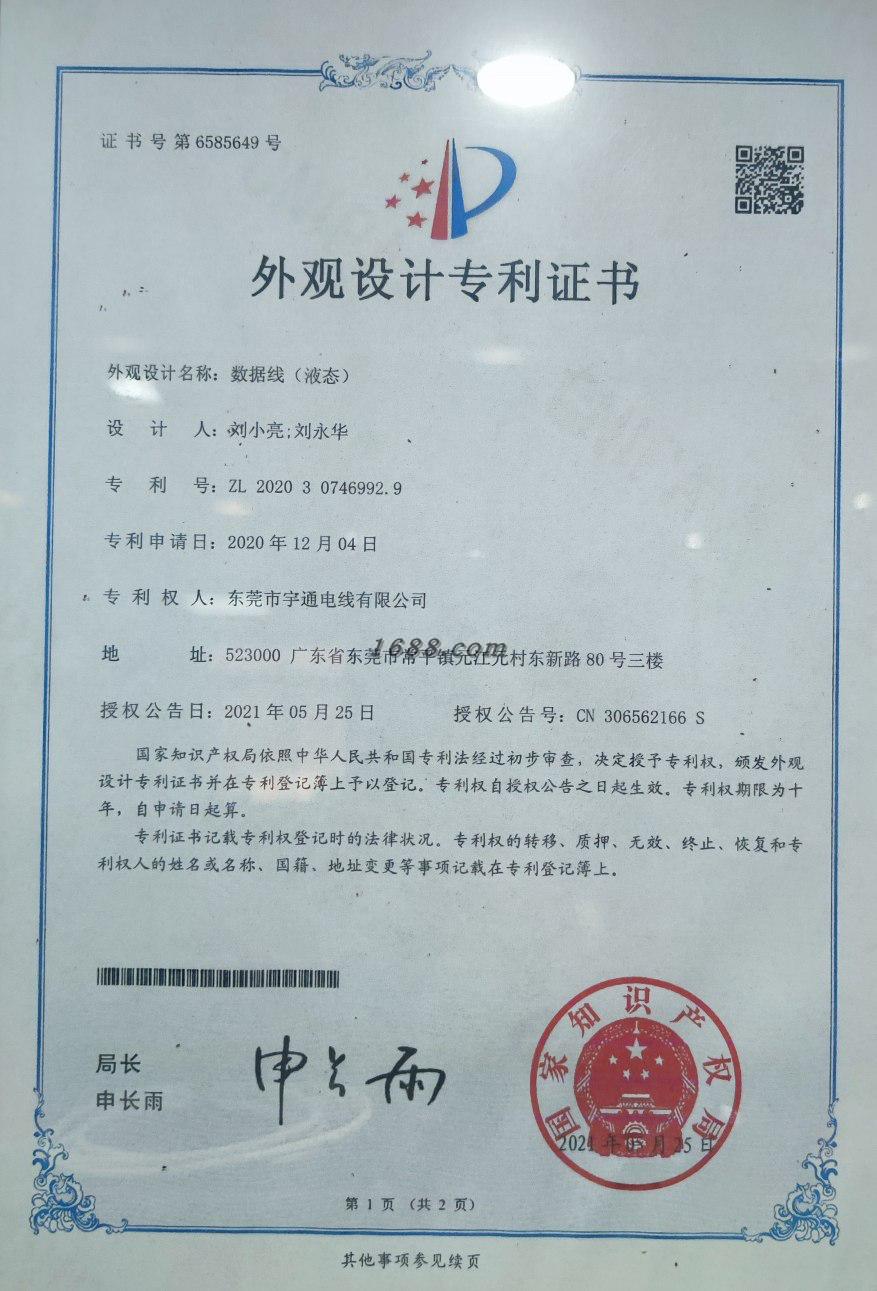 证书号第6585649号
外观设计专利证书
外观设计名称：数据线（液态）
设计人：刘小亮;刘永华
专利号：ZL 2020 3 0746992.9
专利申请日：2020年12月04日
专利权人：东莞市宇通电线有限公司
地址：523000 广东省东莞市常平镇元江元村东新路80号三楼
1688.com
授权公告日：2021年05月25日 授权公告号：CN 306562166 S
国家知识产权局依照中华人民共和国专利法经过初步审查，决定授予专利权，颁发外观
设计专利证书并在专利登记簿上予以登记。专利权自授权公告之日起生效。专利权期限为十
年，自申请日起算。
专利证书记载专利权登记时的法律状况。专利权的转移、质押、无效、终止、恢复和专
利权人的姓名或名称、国籍、地址变更等事项记载在专利登记簿上。
局长
申长雨
申长雨
国家知识产权局
2021年05月25日
第1页（共2页）
其他事项参见续页